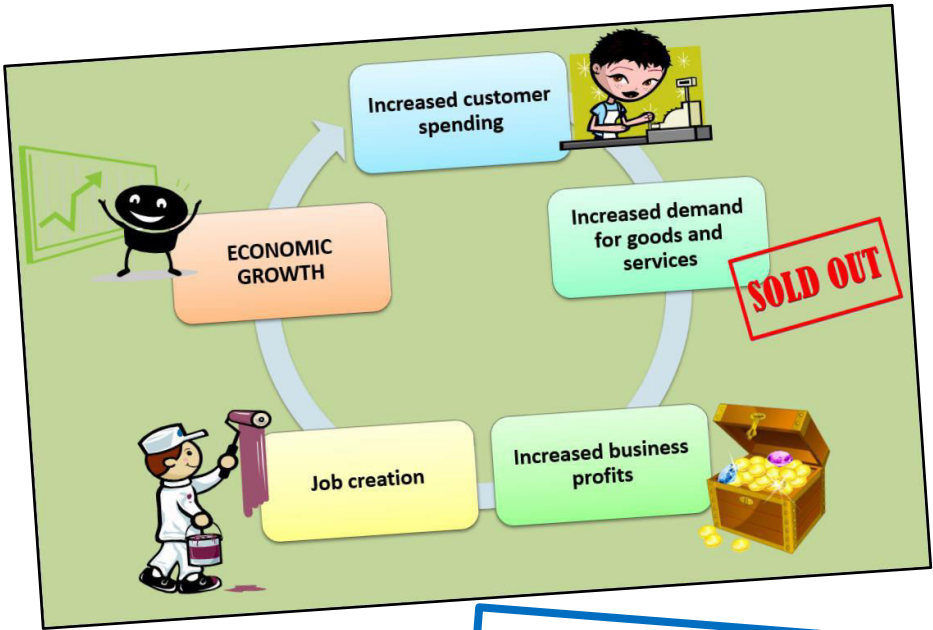 Increased customer
spending
Increased demand
for goods and
services
SOLD OUT
Increased business
profits
Job creation
ECONOMIC
GROWTH